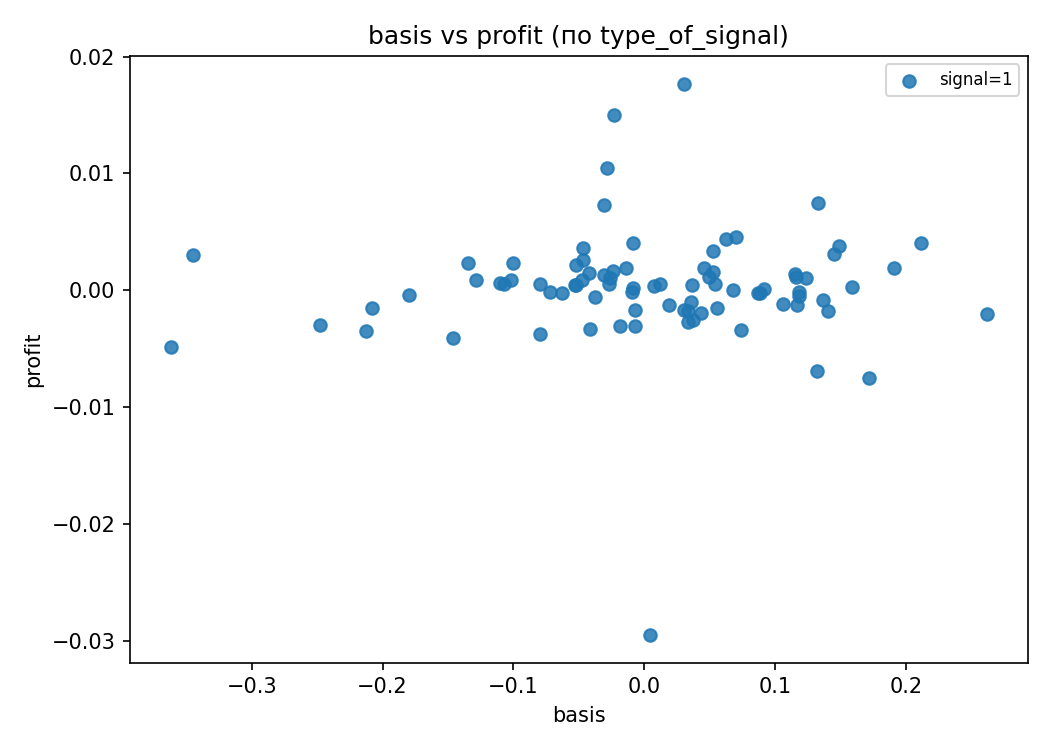 basis vs profit (по type_of_signal)
signal=1
0.02
0.01
0.00
−0.01
−0.02
−0.03
profit
−0.3 −0.2 −0.1 0.0 0.1 0.2
basis